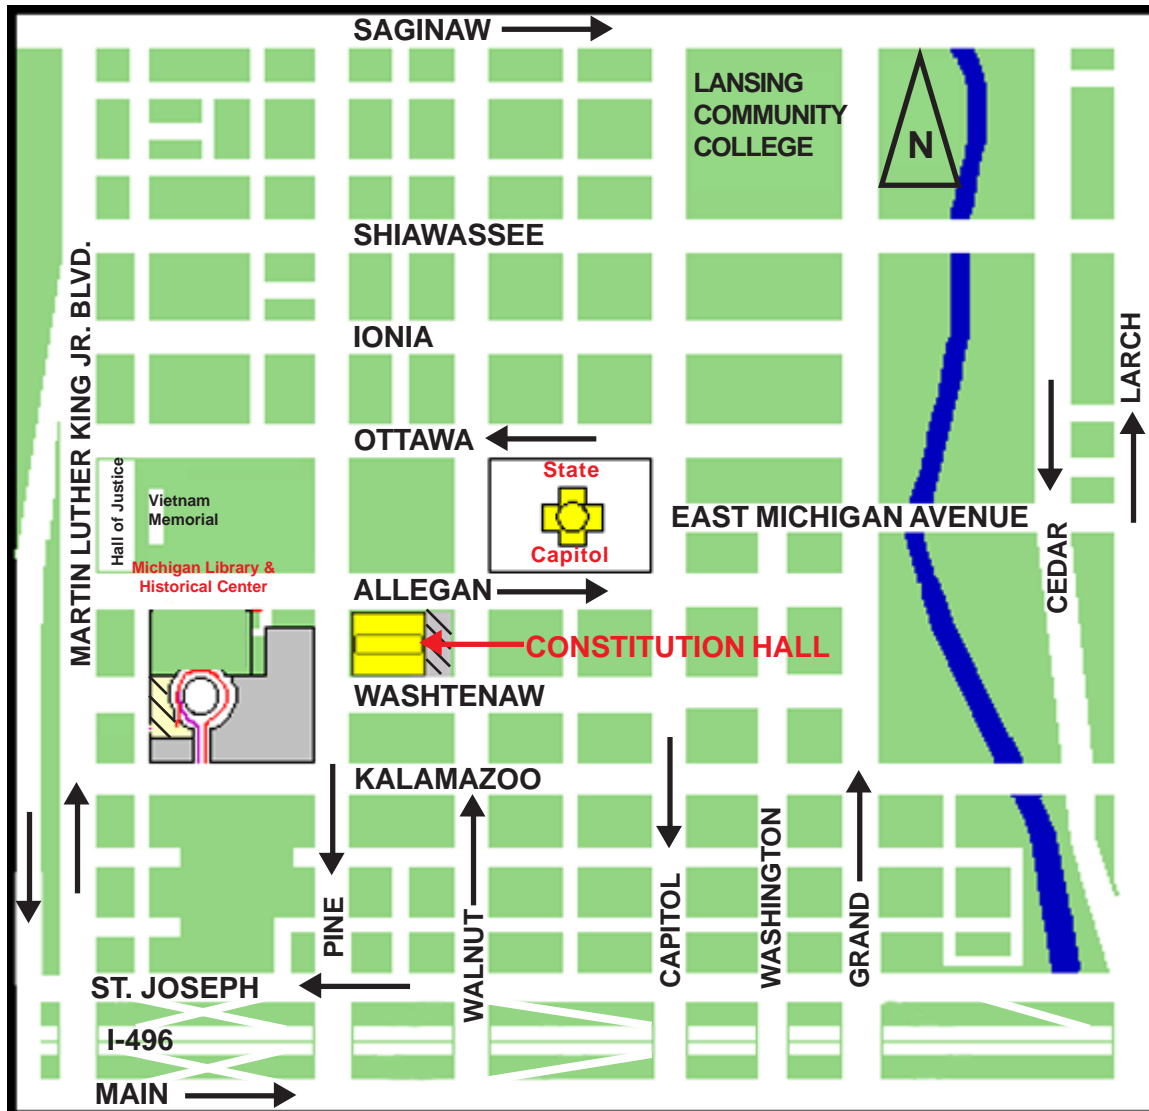 SAGINAW
LANSING
COMMUNITY
COLLEGE
N
SHIAWASSEE
MARTIN LUTHER KING JR. BLVD.
IONIA
LARCH
OTTAWA
Hall of Justice
Vietnam
Memorial
State
Capitol
EAST MICHIGAN AVENUE
CEDAR
Michigan Library &
Historical Center
ALLEGAN
CONSTITUTION HALL
WASHTENAW
KALAMAZOO
PINE
WALNUT
CAPITOL
WASHINGTON
GRAND
ST. JOSEPH
I-496
MAIN